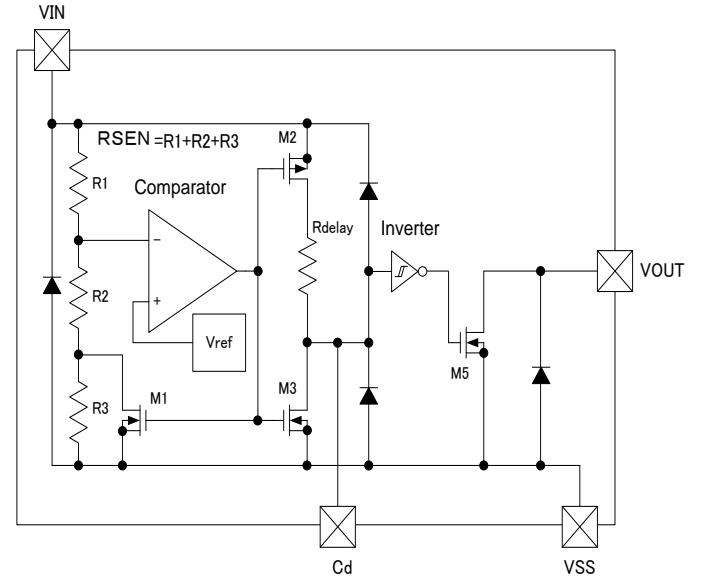 VIN
RSEN =R1+R2+R3
M2
R1
Comparator
Rdelay
Inverter
−
VOUT
R2
+
Vref
M5
R3
M1
M3
Cd
VSS